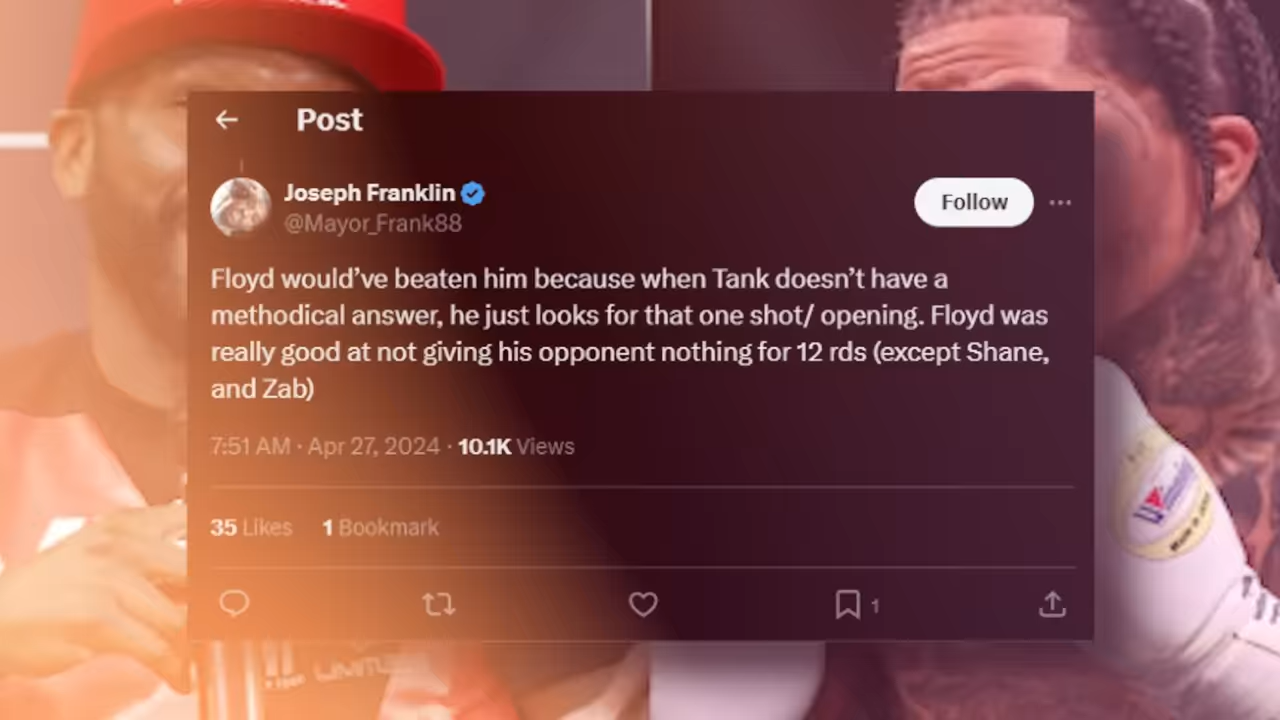 Post
Joseph Franklin
@Mayor_Frank88
Follow
Floyd would’ve beaten him because when Tank doesn’t have a
methodical answer, he just looks for that one shot/ opening. Floyd was
really good at not giving his opponent nothing for 12 rds (except Shane,
and Zab)
7:51 AM · Apr 27, 2024 · 10.1K Views
35 Likes 1 Bookmark
1